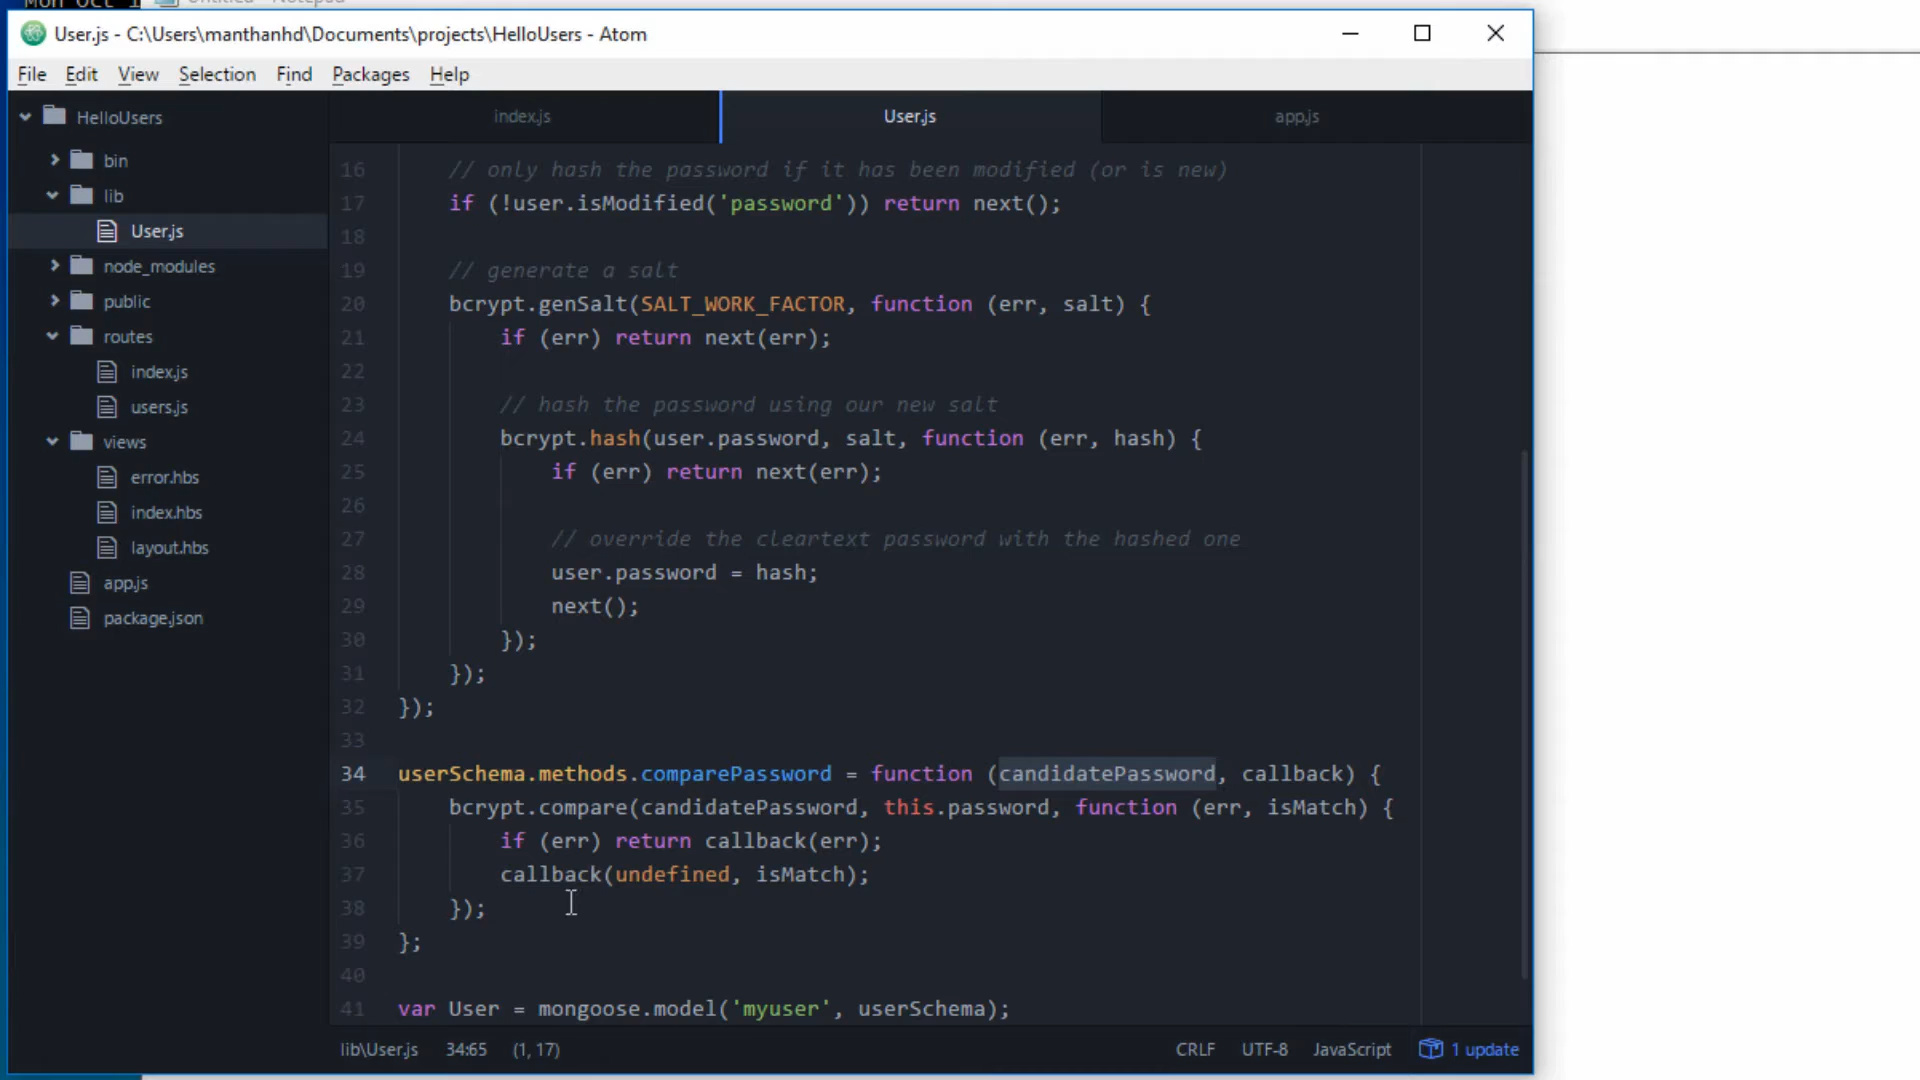 Mon Oct 1
Untitled - Notepad
User.js - C:\Users\manthanhd\Documents\projects\HelloUsers - Atom
File Edit View Selection Find Packages Help
HelloUsers
bin
lib
User.js
node_modules
public
routes
index.js
users.js
views
error.hbs
index.hbs
layout.hbs
app.js
package.json
index.js User.js app.js
16 // only hash the password if it has been modified (or is new)
17 if (!user.isModified('password')) return next();
18
19 // generate a salt
20 bcrypt.genSalt(SALT_WORK_FACTOR, function (err, salt) {
21 if (err) return next(err);
22
23 // hash the password using our new salt
24 bcrypt.hash(user.password, salt, function (err, hash) {
25 if (err) return next(err);
26
27 // override the cleartext password with the hashed one
28 user.password = hash;
29 next();
30 });
31 });
32 });
33
34 userSchema.methods.comparePassword = function (candidatePassword, callback) {
35 bcrypt.compare(candidatePassword, this.password, function (err, isMatch) {
36 if (err) return callback(err);
37 callback(undefined, isMatch);
38 });
39 };
40
41 var User = mongoose.model('myuser', userSchema);
lib\User.js 34:65 (1, 17) CRLF UTF-8 JavaScript 1 update